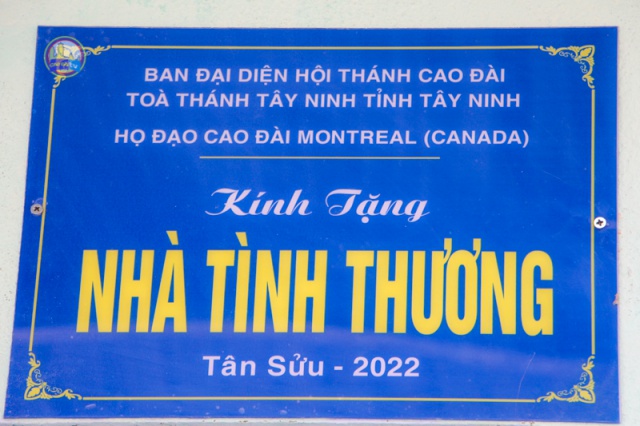 BAN ĐẠI DIỆN HỘI THÁNH CAO ĐÀI
TOÀ THÁNH TÂY NINH TỈNH TÂY NINH
HỌ ĐẠO CAO ĐÀI MONTREAL (CANADA)
Kính Tặng
NHÀ TÌNH THƯƠNG
Tân Sửu - 2022